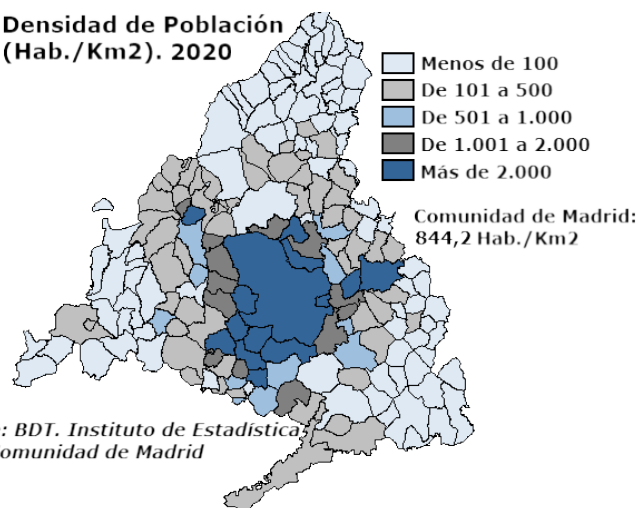 Densidad de Población
(Hab./Km2). 2020
Menos de 100
De 101 a 500
De 501 a 1.000
De 1.001 a 2.000
Más de 2.000
Comunidad de Madrid:
844,2 Hab./Km2
: BDT. Instituto de Estadística
omunidad de Madrid